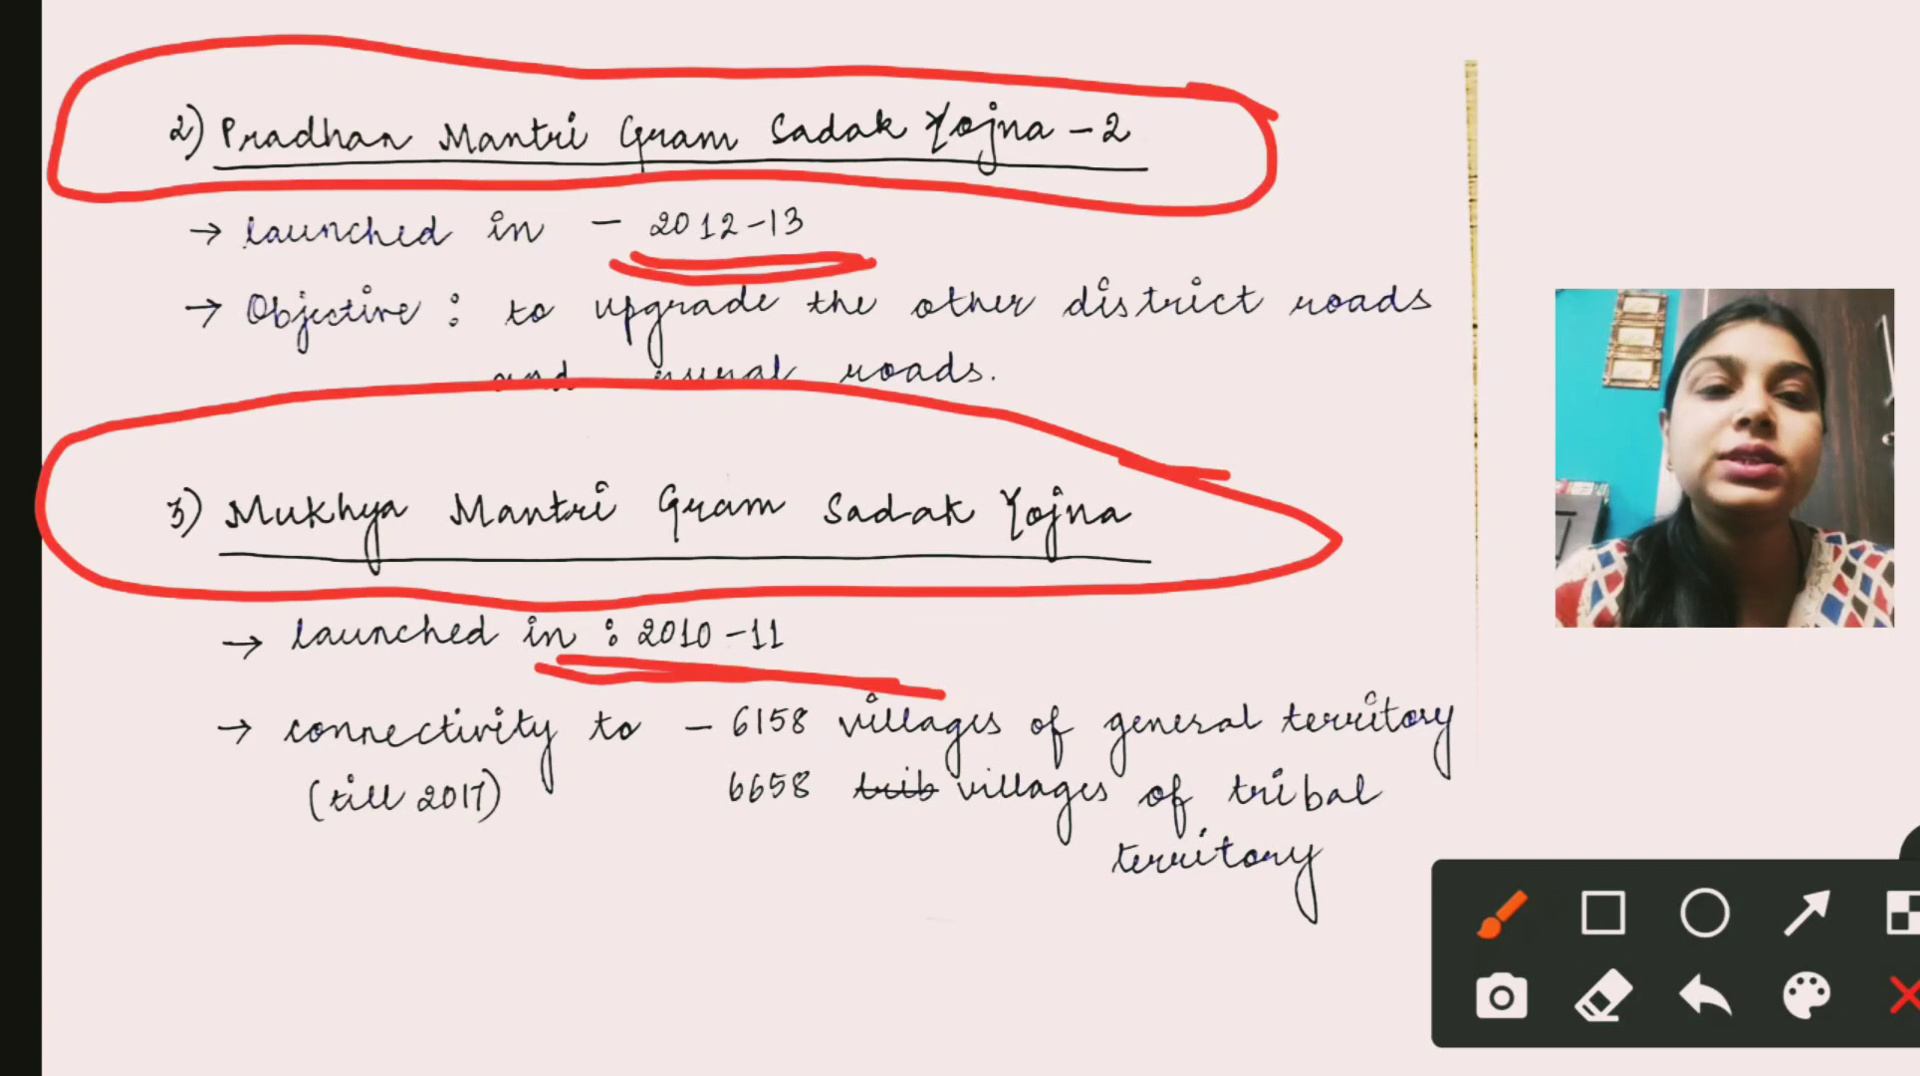 2) Pradhan Mantri Gram Sadak Yojna - 2
→ launched in - 2012-13
→ Objective : to upgrade the other district roads
and rural roads.
3) Mukhya Mantri Gram Sadak Yojna
→ launched in : 2010-11
→ connectivity to - 6158 villages of general territory
(till 2017) 6658 trib villages of tribal
territory